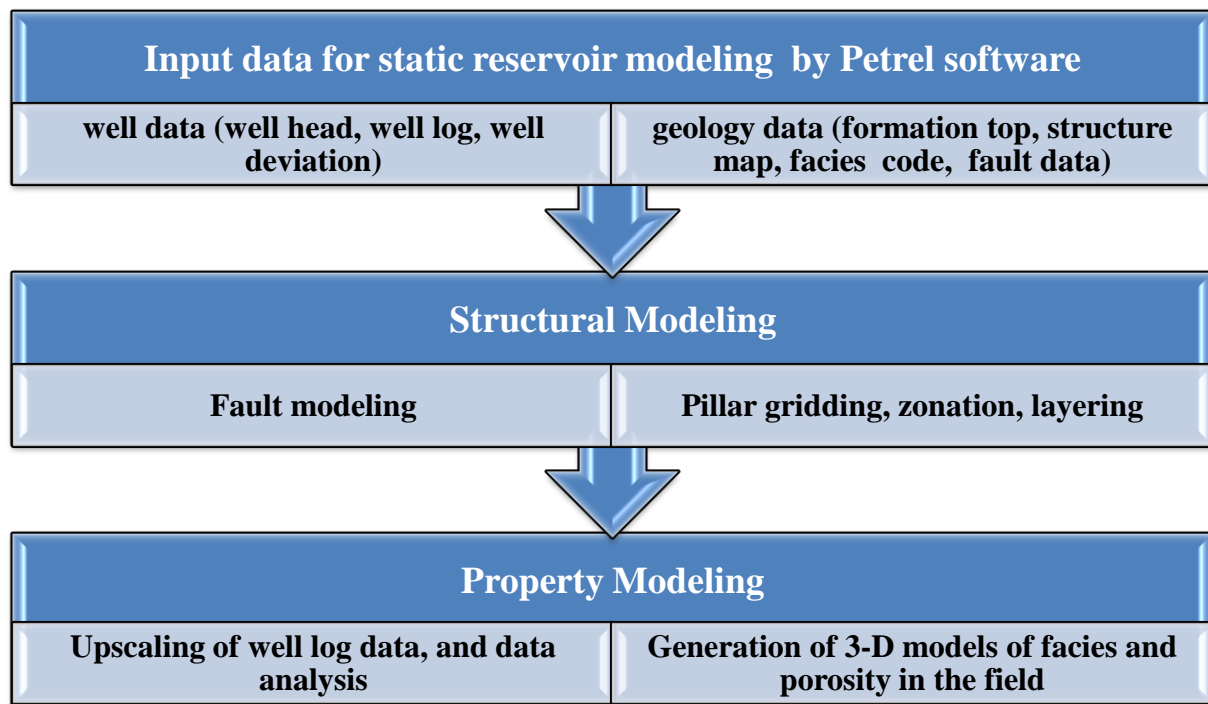 Input data for static reservoir modeling by Petrel software
well data (well head, well log, well
deviation)
geology data (formation top, structure
map, facies code, fault data)
Structural Modeling
Fault modeling
Pillar gridding, zonation, layering
Property Modeling
Upscaling of well log data, and data
analysis
Generation of 3-D models of facies and
porosity in the field